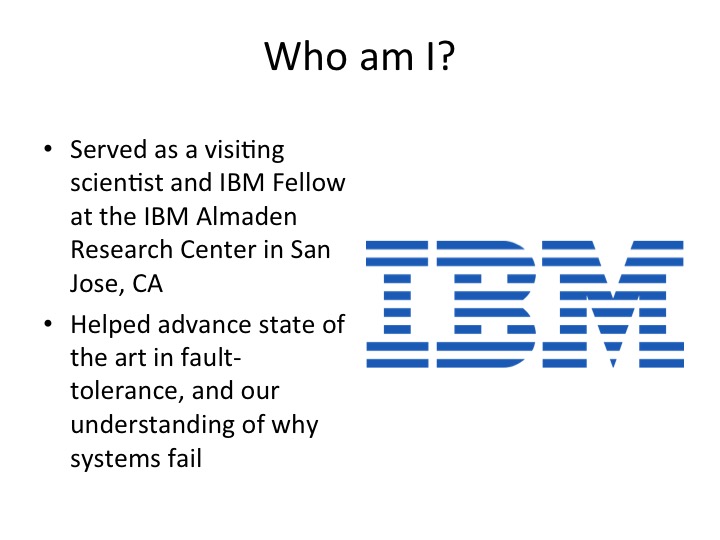 Who am I?
• Served as a visiting
scientist and IBM Fellow
at the IBM Almaden
Research Center in San
Jose, CA
• Helped advance state of
the art in fault-
tolerance, and our
understanding of why
systems fail
IBM